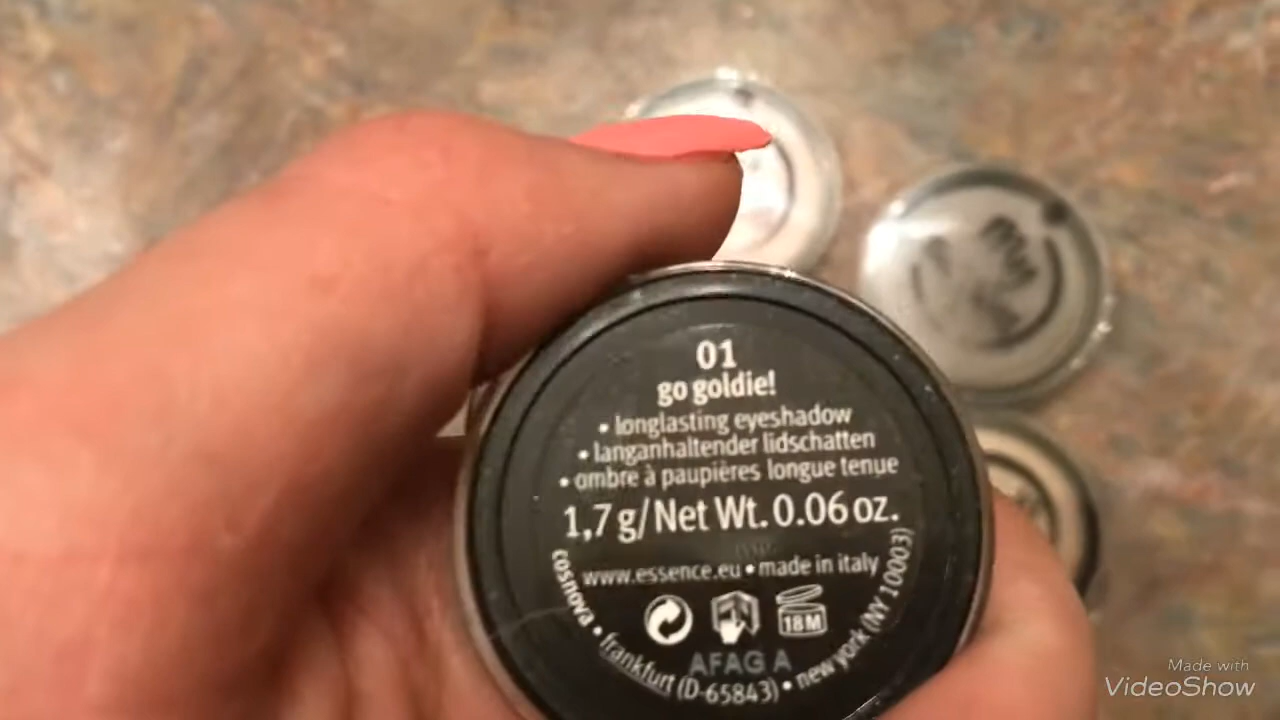 01
go goldie!
• longlasting eyeshadow
• langanhaltender lidschatten
• ombre à paupières longue tenue
1,7 g/Net Wt. 0.06 oz.
www.essence.eu • made in italy
18M
AFAG A
cosnova • frankfurt (D-65843) • new york (NY 10003)
Made with
VideoShow